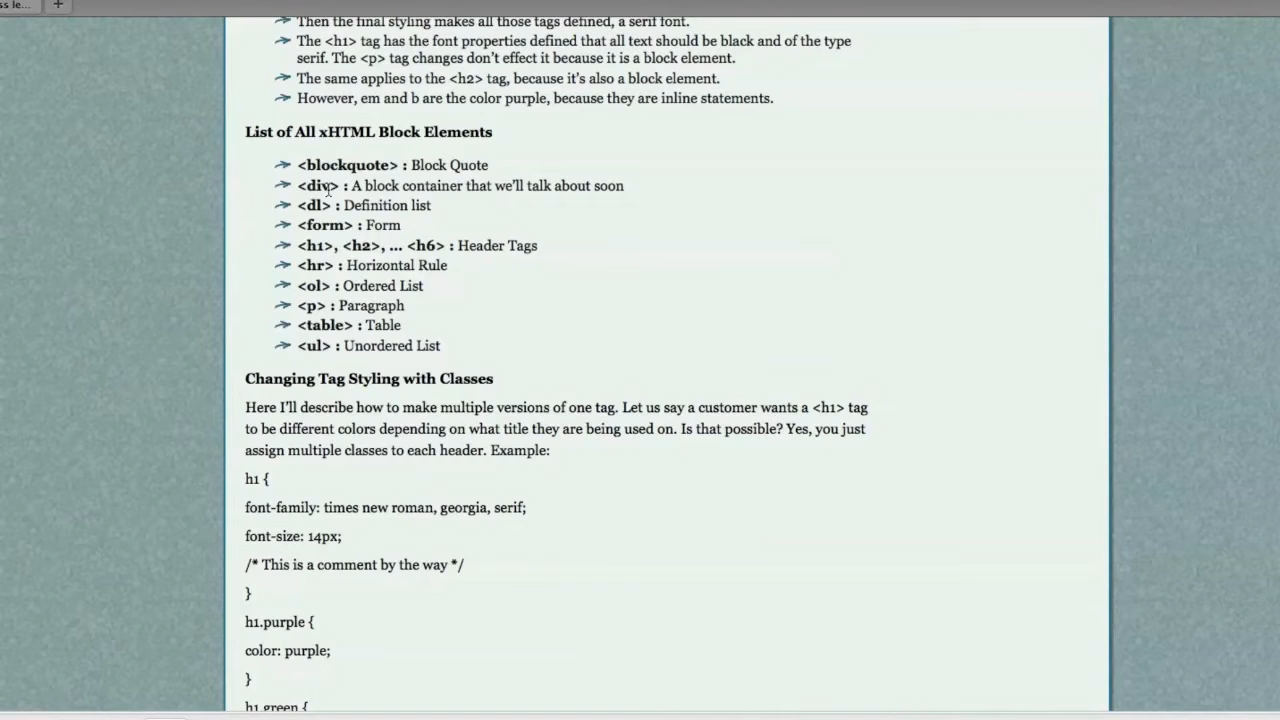 ss le...
+
Then the final styling makes all those tags defined, a serif font.
The <h1> tag has the font properties defined that all text should be black and of the type
serif. The <p> tag changes don't effect it because it is a block element.
The same applies to the <h2> tag, because it's also a block element.
However, em and b are the color purple, because they are inline statements.
List of All xHTML Block Elements
<blockquote> : Block Quote
<div> : A block container that we'll talk about soon
<dl> : Definition list
<form> : Form
<h1>, <h2>, ... <h6> : Header Tags
<hr> : Horizontal Rule
<ol> : Ordered List
<p> : Paragraph
<table> : Table
<ul> : Unordered List
Changing Tag Styling with Classes
Here I'll describe how to make multiple versions of one tag. Let us say a customer wants a <h1> tag
to be different colors depending on what title they are being used on. Is that possible? Yes, you just
assign multiple classes to each header. Example:
h1 {
font-family: times new roman, georgia, serif;
font-size: 14px;
/* This is a comment by the way */
}
h1.purple {
color: purple;
}
h1.green {